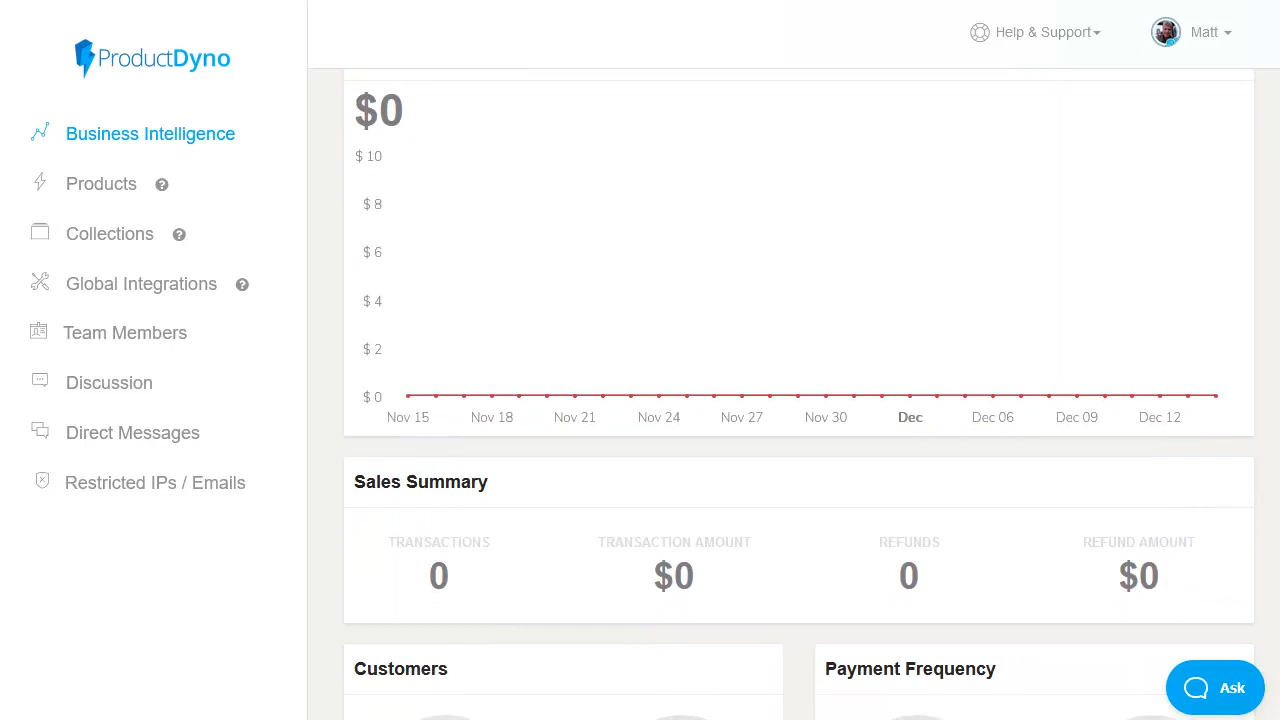 ProductDyno
Help & Support
Matt
Business Intelligence
Products
Collections
Global Integrations
Team Members
Discussion
Direct Messages
Restricted IPs / Emails
$0
$ 10
$ 8
$ 6
$ 4
$ 2
$ 0
Nov 15 Nov 18 Nov 21 Nov 24 Nov 27 Nov 30 Dec Dec 06 Dec 09 Dec 12
Sales Summary
TRANSACTIONS TRANSACTION AMOUNT REFUNDS REFUND AMOUNT
0 $0 0 $0
Customers
Payment Frequency
Ask